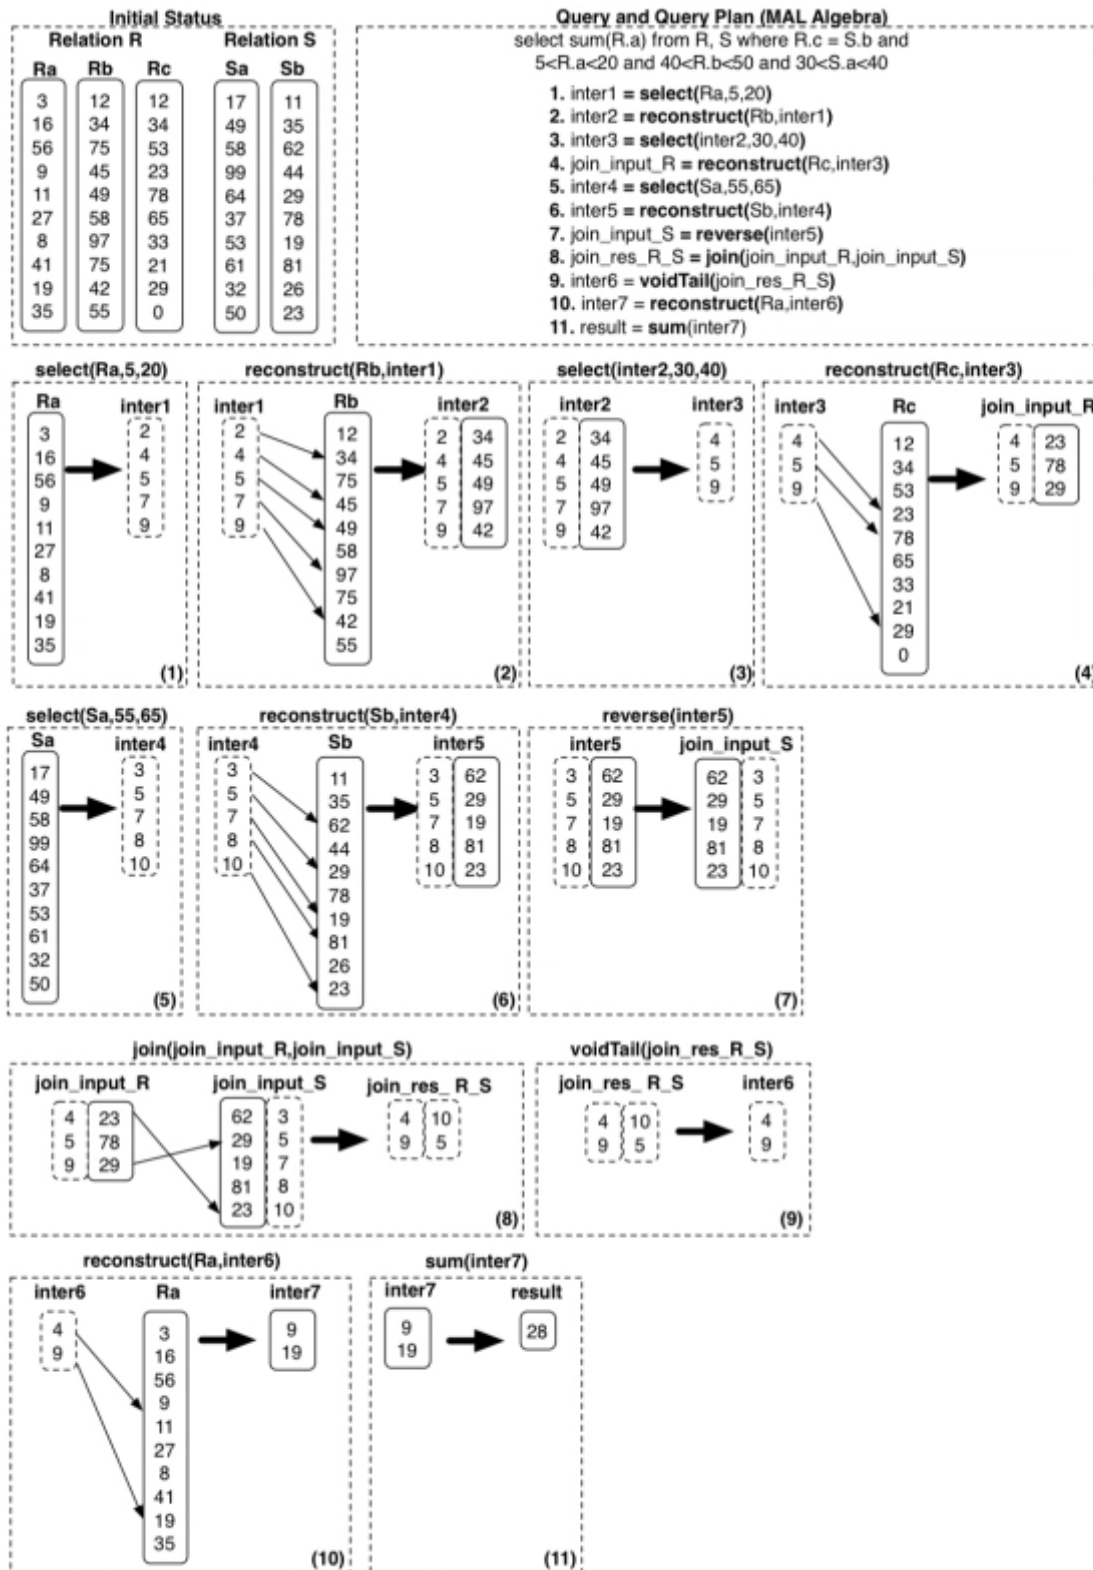 Initial Status
Relation R Relation S
Ra Rb Rc Sa Sb
3 12 12 17 11
16 34 34 49 35
56 75 53 58 62
9 45 23 99 44
11 49 78 64 29
27 58 65 37 78
8 97 33 53 19
41 75 21 61 81
19 42 29 32 26
35 55 0 50 23
Query and Query Plan (MAL Algebra)
select sum(R.a) from R, S where R.c = S.b and
5<R.a<20 and 40<R.b<50 and 30<S.a<40
1. inter1 = select(Ra,5,20)
2. inter2 = reconstruct(Rb,inter1)
3. inter3 = select(inter2,30,40)
4. join_input_R = reconstruct(Rc,inter3)
5. inter4 = select(Sa,55,65)
6. inter5 = reconstruct(Sb,inter4)
7. join_input_S = reverse(inter5)
8. join_res_R_S = join(join_input_R,join_input_S)
9. inter6 = voidTail(join_res_R_S)
10. inter7 = reconstruct(Ra,inter6)
11. result = sum(inter7)
select(Ra,5,20)
Ra inter1
3 2
16 4
56 5
9 7
11 9
27
8
41
19
35
(1)
reconstruct(Rb,inter1)
inter1 Rb inter2
2 12 2 34
4 34 4 45
5 75 5 49
7 45 7 97
9 49 9 42
58
97
75
42
55
(2)
select(inter2,30,40)
inter2 inter3
2 34 4
4 45 5
5 49 9
7 97
9 42
(3)
reconstruct(Rc,inter3)
inter3 Rc join_input_R
4 12 4 23
5 34 5 78
9 53 9 29
23
78
65
33
21
29
0
(4)
select(Sa,55,65)
Sa inter4
17 3
49 5
58 7
99 8
64 10
37
53
61
32
50
(5)
reconstruct(Sb,inter4)
inter4 Sb inter5
3 11 3 62
5 35 5 29
7 62 7 19
8 44 8 81
10 29 10 23
78
19
81
26
23
(6)
reverse(inter5)
inter5 join_input_S
3 62 62 3
5 29 29 5
7 19 19 7
8 81 81 8
10 23 23 10
(7)
join(join_input_R,join_input_S)
join_input_R join_input_S join_res_ R_S
4 23 62 3 4 10
5 78 29 5 9 5
9 29 19 7
81 8
23 10
(8)
voidTail(join_res_R_S)
join_res_ R_S inter6
4 10 4
9 5 9
(9)
reconstruct(Ra,inter6)
inter6 Ra inter7
4 3 9
9 16 19
56
9
11
27
8
41
19
35
(10)
sum(inter7)
inter7 result
9 28
19
(11)